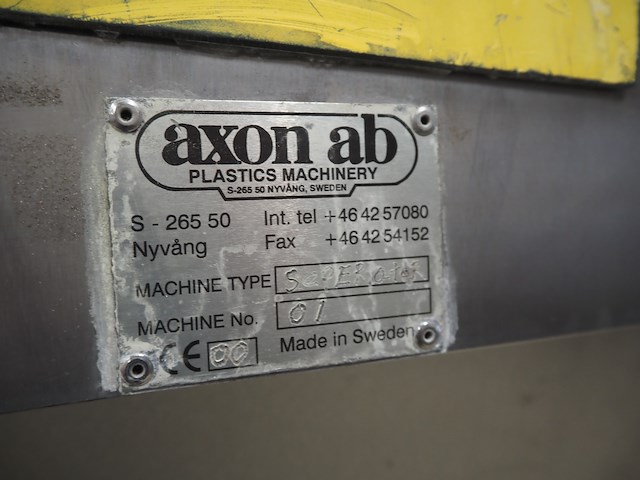 axon ab
PLASTICS MACHINERY
S-265 50 NYVÅNG, SWEDEN
S - 265 50 Int. tel +46 42 57080
Nyvång Fax +46 42 54152
MACHINE TYPE
MACHINE No. 01
CE 00 Made in Sweden